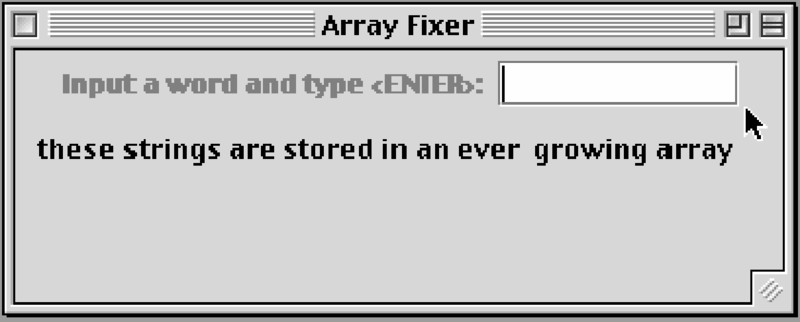 Array Fixer
Input a word and type <ENTER>:
these strings are stored in an ever growing array